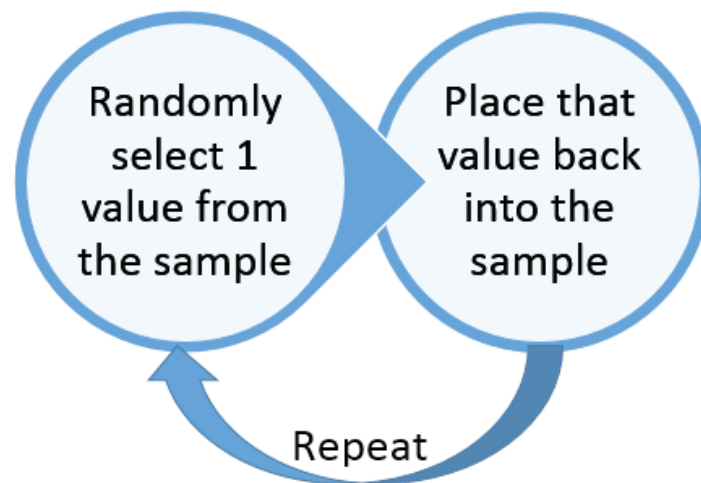 Randomly
select 1
value from
the sample
Place that
value back
into the
sample
Repeat